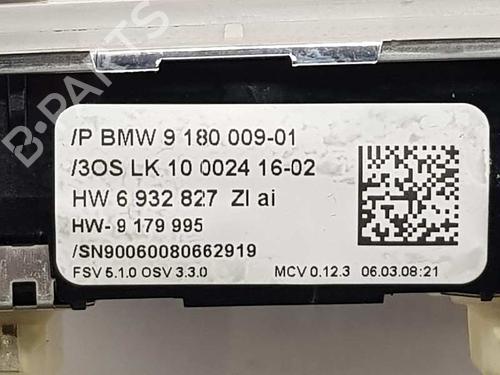 B-PARTS
/P BMW 9 180 009-01
/3OS LK 10 0024 16-02
HW 6 932 827 ZI ai
HW- 9 179 995
/SN90060080662919
FSV 5.1.0 OSV 3.3.0 MCV 0.12.3 06.03.08:21